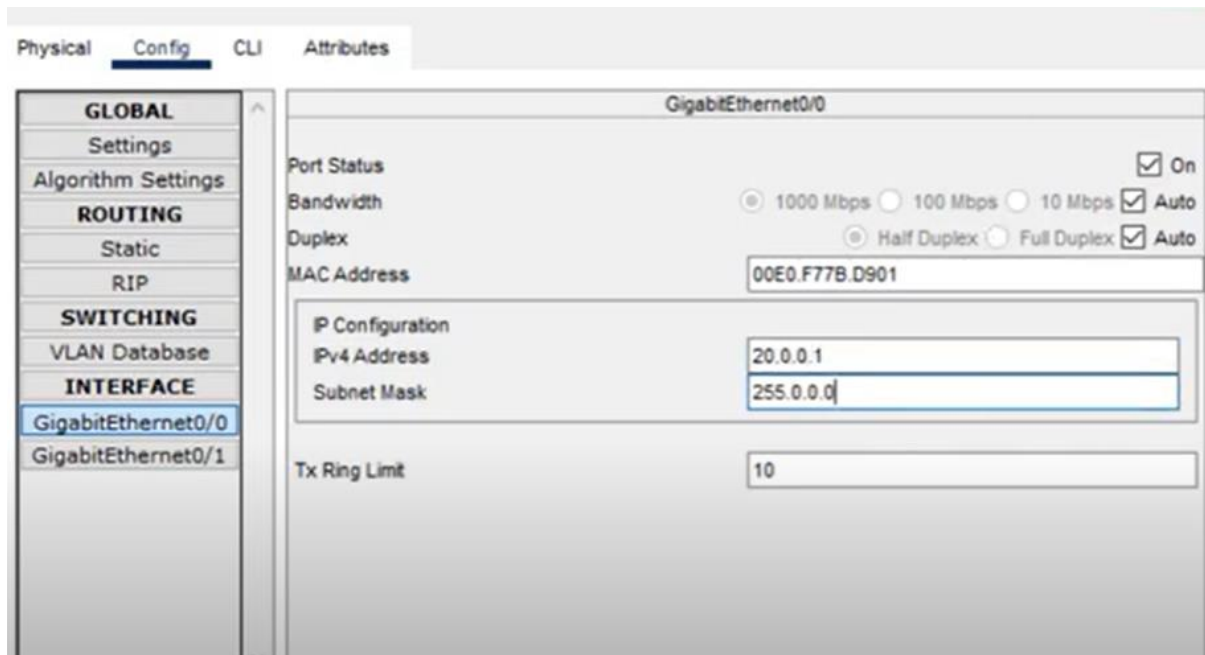 Physical Config CLI Attributes
GLOBAL
Settings
Algorithm Settings
ROUTING
Static
RIP
SWITCHING
VLAN Database
INTERFACE
GigabitEthernet0/0
GigabitEthernet0/1
GigabitEthernet0/0
Port Status On
Bandwidth 1000 Mbps 100 Mbps 10 Mbps Auto
Duplex Half Duplex Full Duplex Auto
MAC Address 00E0.F77B.D901
IP Configuration
IPv4 Address 20.0.0.1
Subnet Mask 255.0.0.0
Tx Ring Limit 10